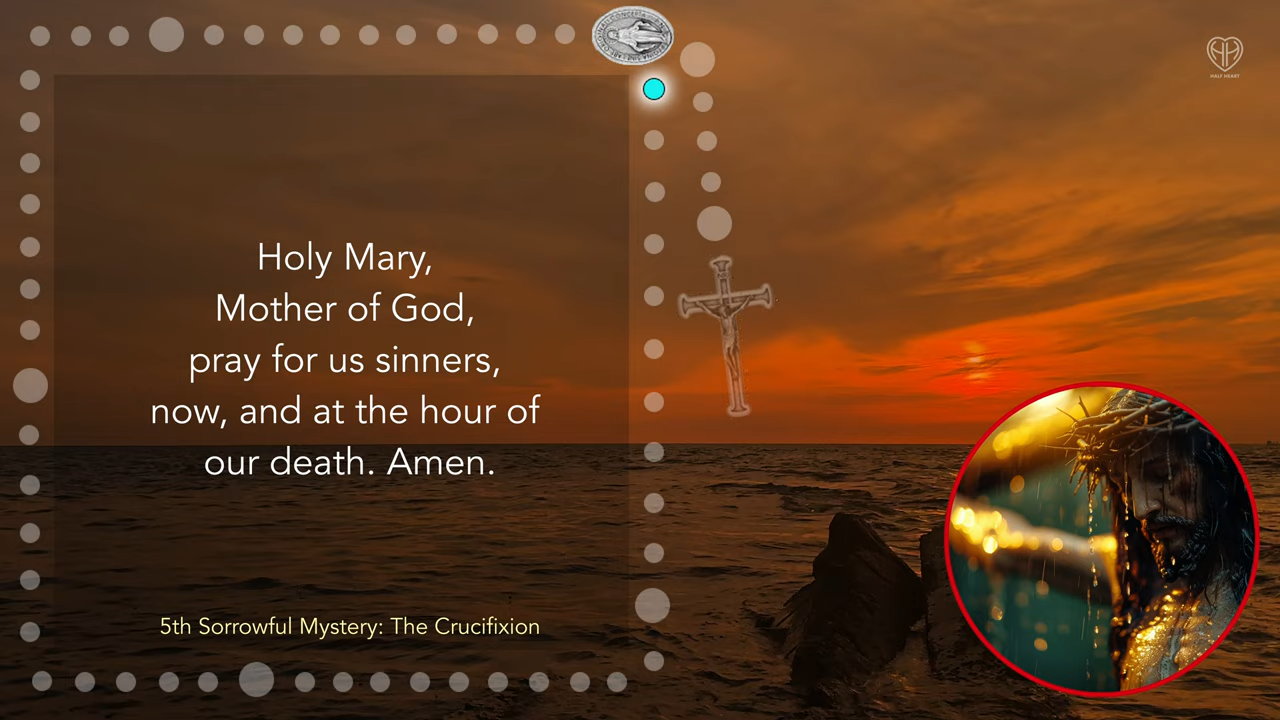 Holy Mary,
Mother of God,
pray for us sinners,
now, and at the hour of
our death. Amen.
5th Sorrowful Mystery: The Crucifixion
HALF HEART